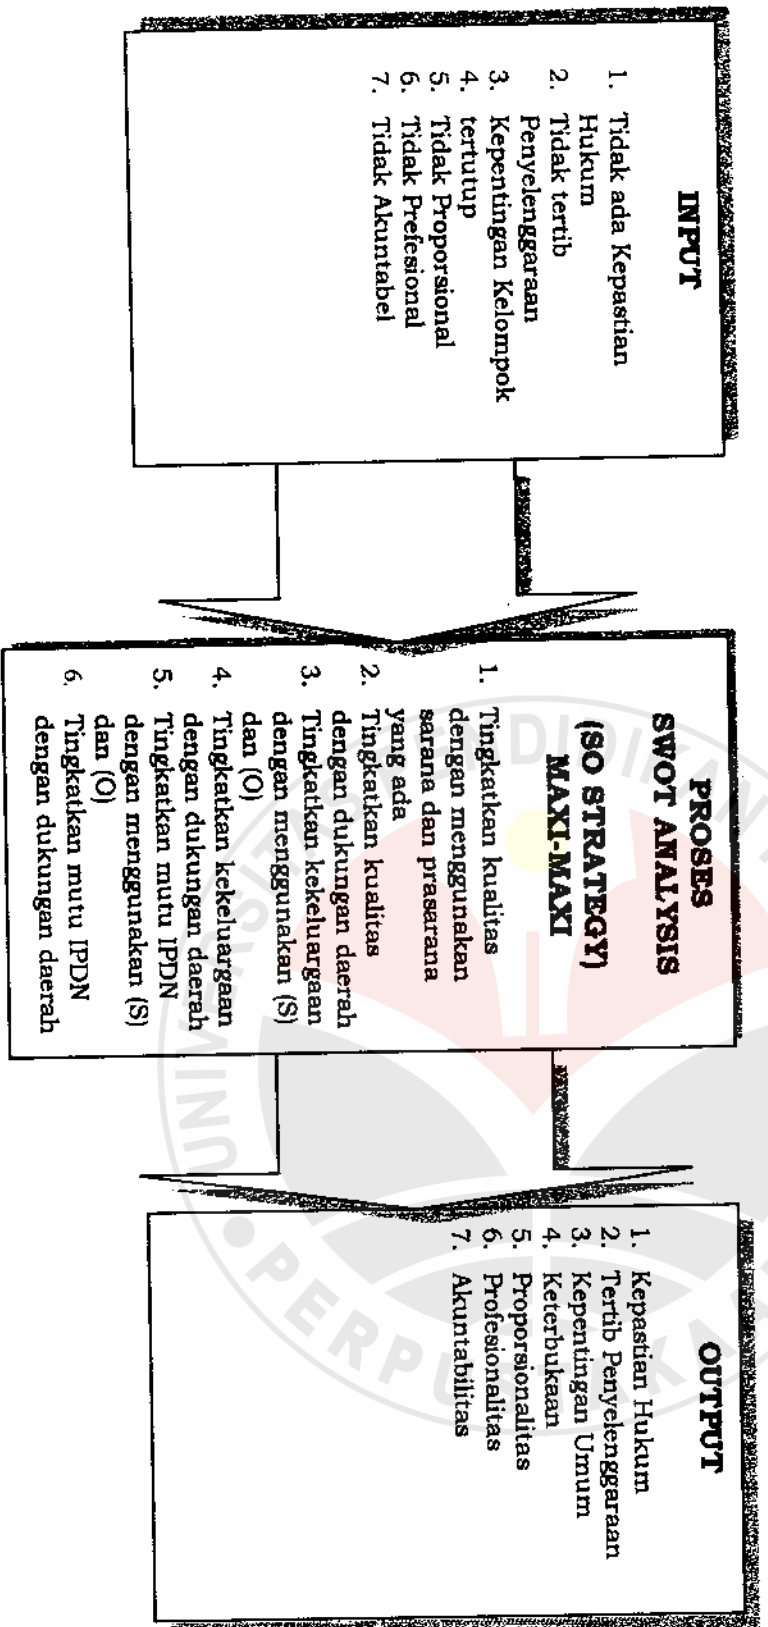 INPUT
1. Tidak ada Kepastian
Hukum
2. Tidak tertib
Penyelenggaraan
3. Kepentingan Kelompok
4. tertutup
5. Tidak Proporsional
6. Tidak Prefesional
7. Tidak Akuntabel
PROSES
SWOT ANALYSIS
(SO STRATEGY)
MAXI-MAXI
1. Tingkatkan kualitas
dengan menggunakan
sarana dan prasarana
yang ada
2. Tingkatkan kualitas
dengan dukungan daerah
3. Tingkatkan kekeluargaan
dengan menggunakan (S)
dan (O)
4. Tingkatkan kekeluargaan
dengan dukungan daerah
5. Tingkatkan mutu IPDN
dengan menggunakan (S)
dan (O)
6. Tingkatkan mutu IPDN
dengan dukungan daerah
OUTPUT
1. Kepastian Hukum
2. Tertib Penyelenggaraan
3. Kepentingan Umum
4. Keterbukaan
5. Proporsionalitas
6. Profesionalitas
7. Akuntabilitas